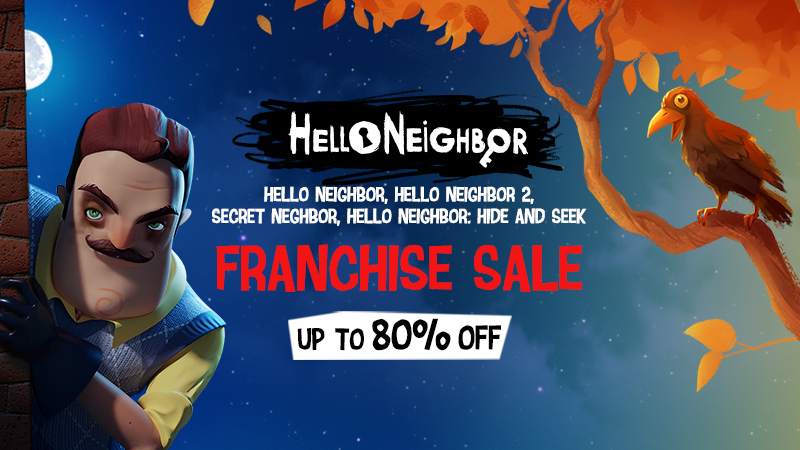 HELLO NEIGHBOR
HELLO NEIGHBOR, HELLO NEIGHBOR 2,
SECRET NEGHBOR, HELLO NEIGHBOR: HIDE AND SEEK
FRANCHISE SALE
UP TO 80% OFF